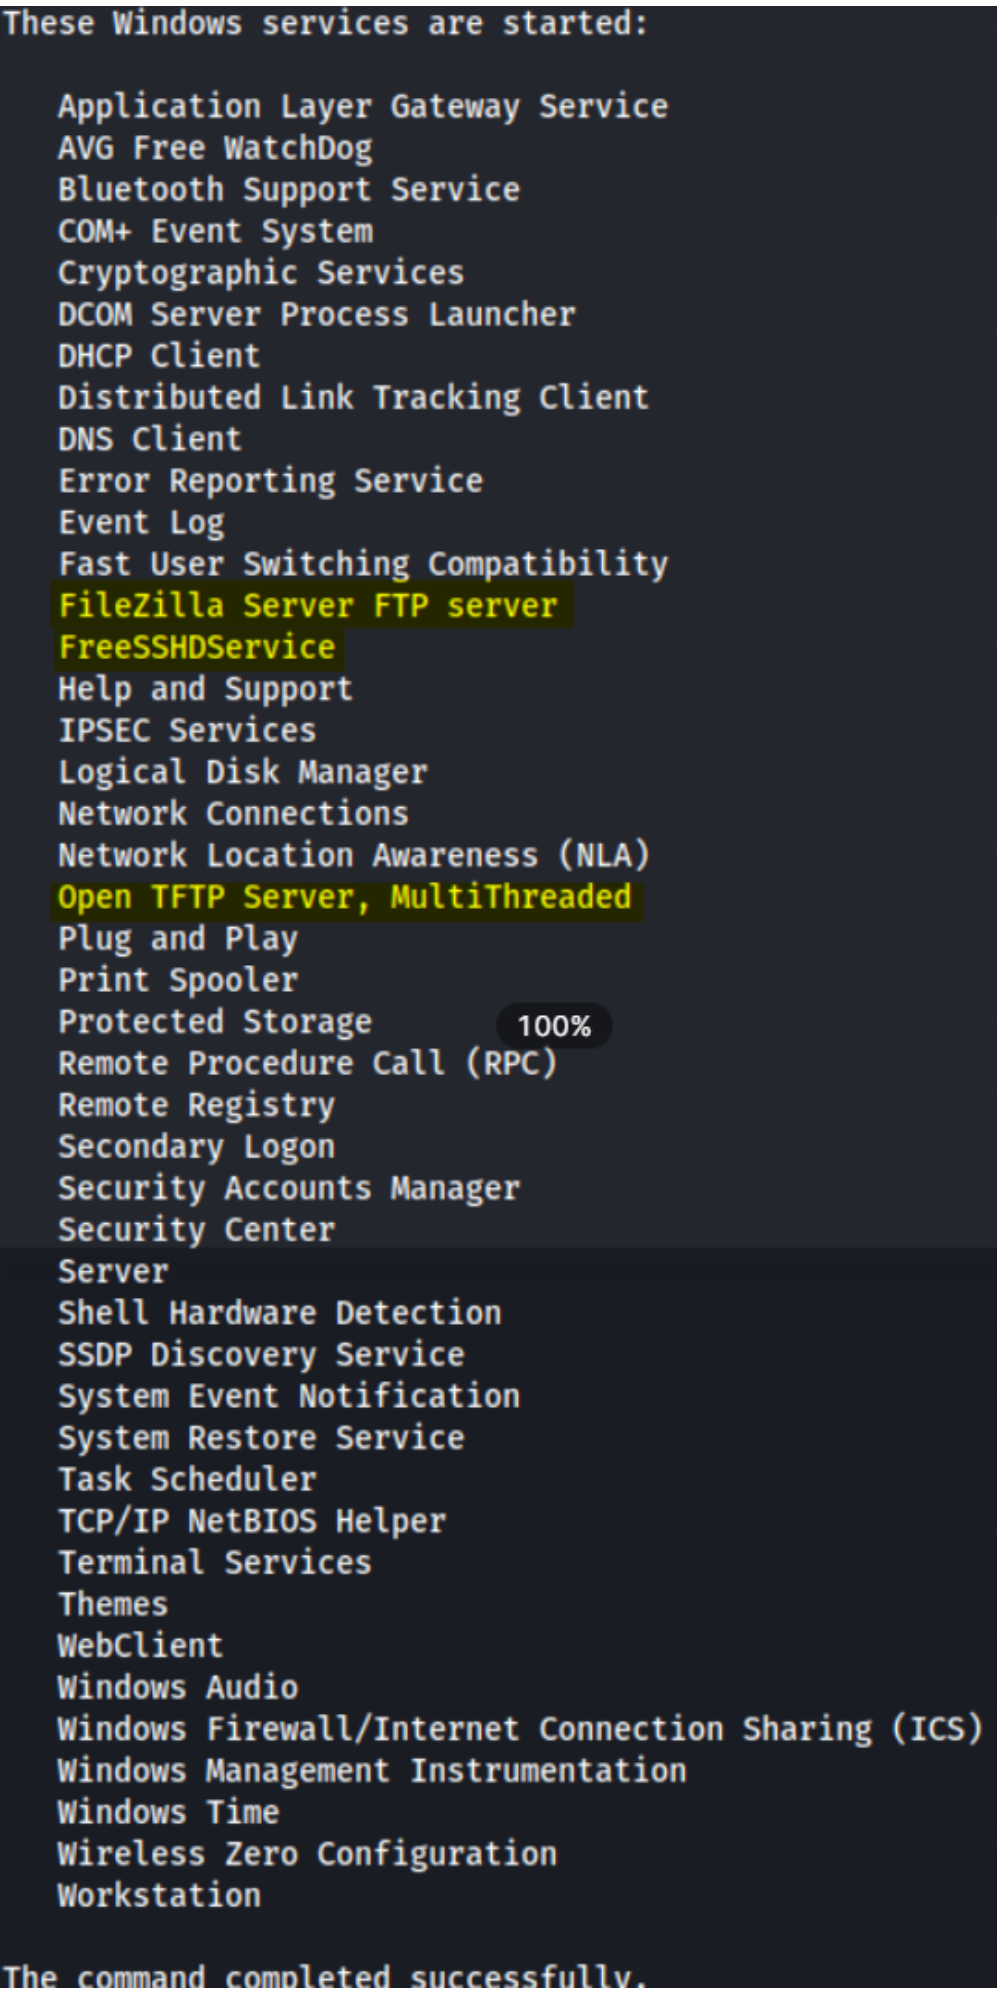 These Windows services are started:
Application Layer Gateway Service
AVG Free WatchDog
Bluetooth Support Service
COM+ Event System
Cryptographic Services
DCOM Server Process Launcher
DHCP Client
Distributed Link Tracking Client
DNS Client
Error Reporting Service
Event Log
Fast User Switching Compatibility
FileZilla Server FTP server
FreeSSHDService
Help and Support
IPSEC Services
Logical Disk Manager
Network Connections
Network Location Awareness (NLA)
Open TFTP Server, MultiThreaded
Plug and Play
Print Spooler
Protected Storage
100%
Remote Procedure Call (RPC)
Remote Registry
Secondary Logon
Security Accounts Manager
Security Center
Server
Shell Hardware Detection
SSDP Discovery Service
System Event Notification
System Restore Service
Task Scheduler
TCP/IP NetBIOS Helper
Terminal Services
Themes
WebClient
Windows Audio
Windows Firewall/Internet Connection Sharing (ICS)
Windows Management Instrumentation
Windows Time
Wireless Zero Configuration
Workstation
The command completed successfully.